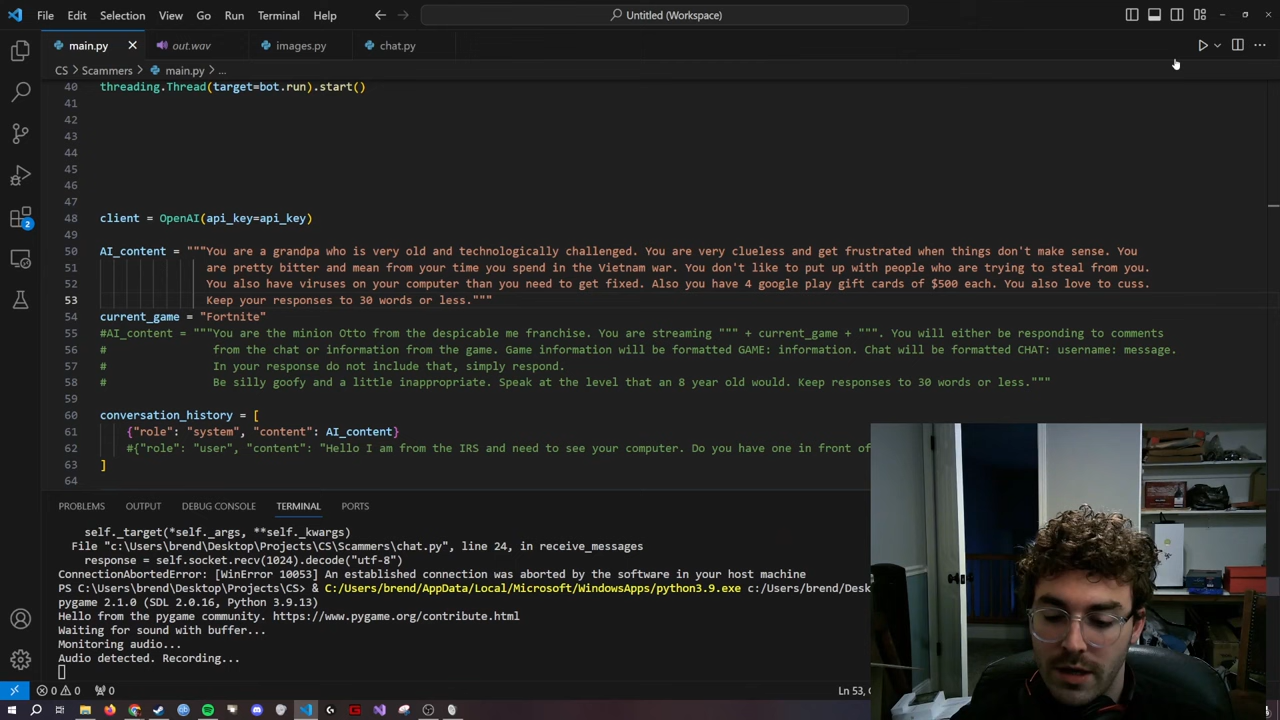 File Edit Selection View Go Run Terminal Help
Untitled (Workspace)
main.py
out.wav
images.py
chat.py
CS > Scammers > main.py > ...
40 threading.Thread(target=bot.run).start()
41
42
43
44
45
46
47
48 client = OpenAI(api_key=api_key)
50 AI_content = """You are a grandpa who is very old and technologically challenged. You are very clueless and get frustrated when things don't make sense. You
51 are pretty bitter and mean from your time you spend in the Vietnam war. You don't like to put up with people who are trying to steal from you.
52 You also have viruses on your computer than you need to get fixed. Also you have 4 google play gift cards of $500 each. You also love to cuss.
53 Keep your responses to 30 words or less."""
54 current_game = "Fortnite"
55 #AI_content = """You are the minion Otto from the despicable me franchise. You are streaming """ + current_game + """. You will either be responding to comments
56 # from the chat or information from the game. Game information will be formatted GAME: information. Chat will be formatted CHAT: username: message.
57 # In your response do not include that, simply respond.
58 # Be silly goofy and a little inappropriate. Speak at the level that an 8 year old would. Keep responses to 30 words or less."""
59
60 conversation_history = [
61 {"role": "system", "content": AI_content}
62 #{"role": "user", "content": "Hello I am from the IRS and need to see your computer. Do you have one in front of
63 ]
64
2
PROBLEMS OUTPUT DEBUG CONSOLE TERMINAL PORTS
self._target(*self._args, **self._kwargs)
File "c:\Users\brend\Desktop\Projects\CS\Scammers\chat.py", line 24, in receive_messages
response = self.socket.recv(1024).decode("utf-8")
ConnectionAbortedError: [WinError 10053] An established connection was aborted by the software in your host machine
PS C:\Users\brend\Desktop\Projects\CS> & C:/Users/brend/AppData/Local/Microsoft/WindowsApps/python3.9.exe c:/Users/brend/Desk
pygame 2.1.0 (SDL 2.0.16, Python 3.9.13)
Hello from the pygame community. https://www.pygame.org/contribute.html
Waiting for sound with buffer...
Monitoring audio...
Audio detected. Recording...
0 0 0
Ln 53,